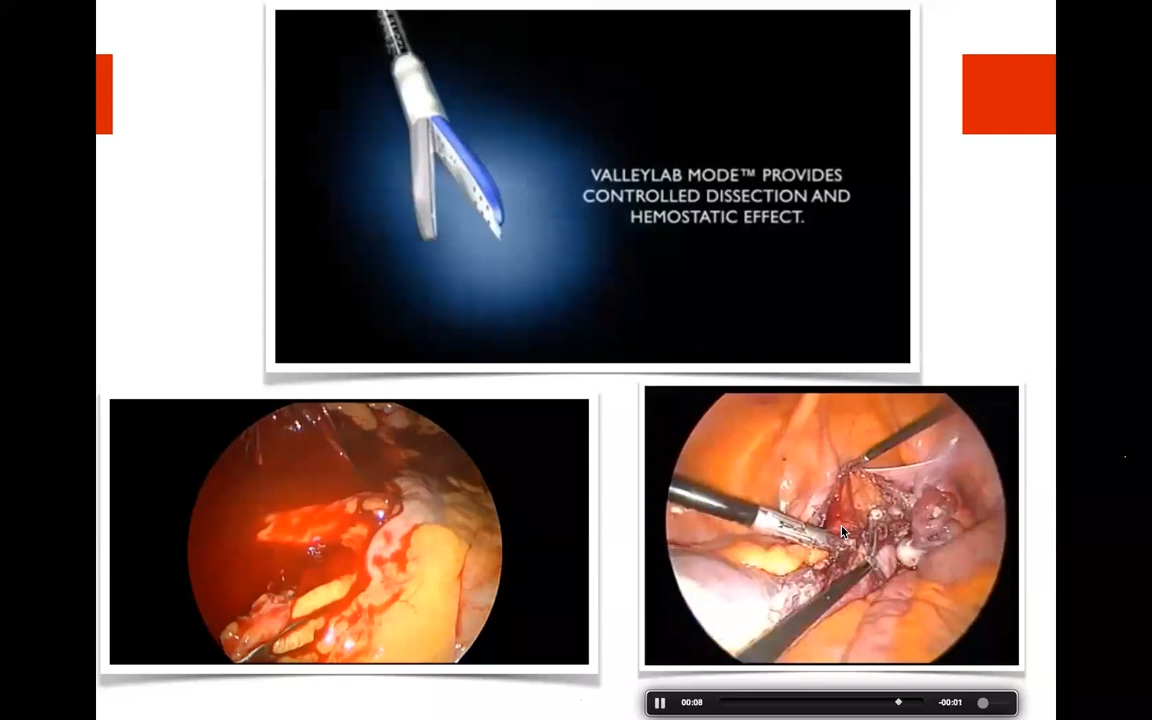 VALLEYLAB MODE™ PROVIDES
CONTROLLED DISSECTION AND
HEMOSTATIC EFFECT.
00:08
-00:01